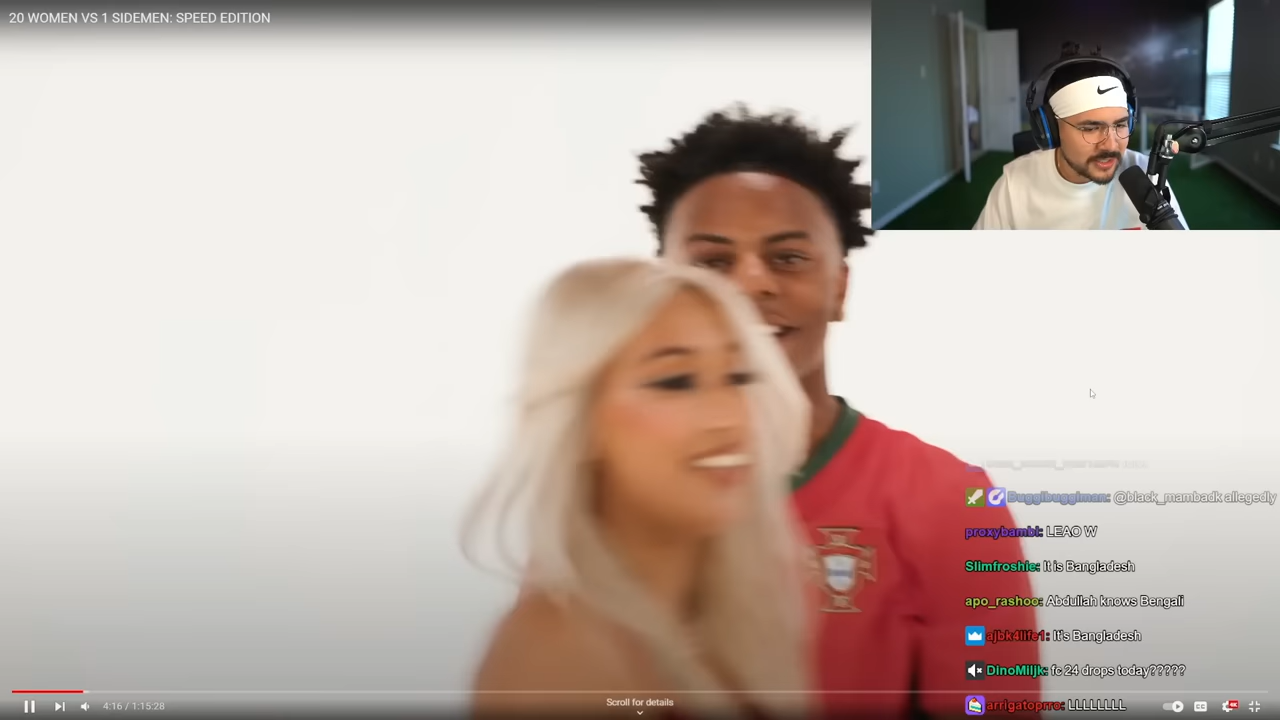 20 WOMEN VS 1 SIDEMEN: SPEED EDITION
Buggibuggiman: @black_mambadk allegedly
proxybambi: LEAO W
Slimfroshie: It is Bangladesh
apo_rashoo: Abdullah knows Bengali
ajbk4life1: It's Bangladesh
DinoMiljk: fc 24 drops today?????
arrigatoprro: LLLLLLLL
4:16 / 1:15:28
Scroll for details